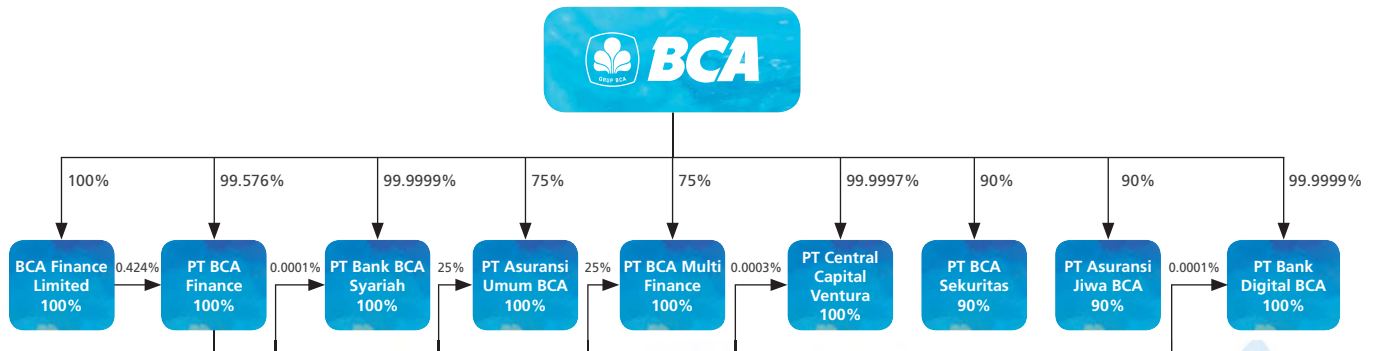 GRUP BCA
BCA
100%
99.576%
99.9999%
75%
75%
99.9997%
90%
90%
99.9999%
BCA Finance
Limited
100%
0.424%
PT BCA
Finance
100%
0.0001%
PT Bank BCA
Syariah
100%
25%
PT Asuransi
Umum BCA
100%
25%
PT BCA Multi
Finance
100%
0.0003%
PT Central
Capital
Ventura
100%
PT BCA
Sekuritas
90%
PT Asuransi
Jiwa BCA
90%
0.0001%
PT Bank
Digital BCA
100%